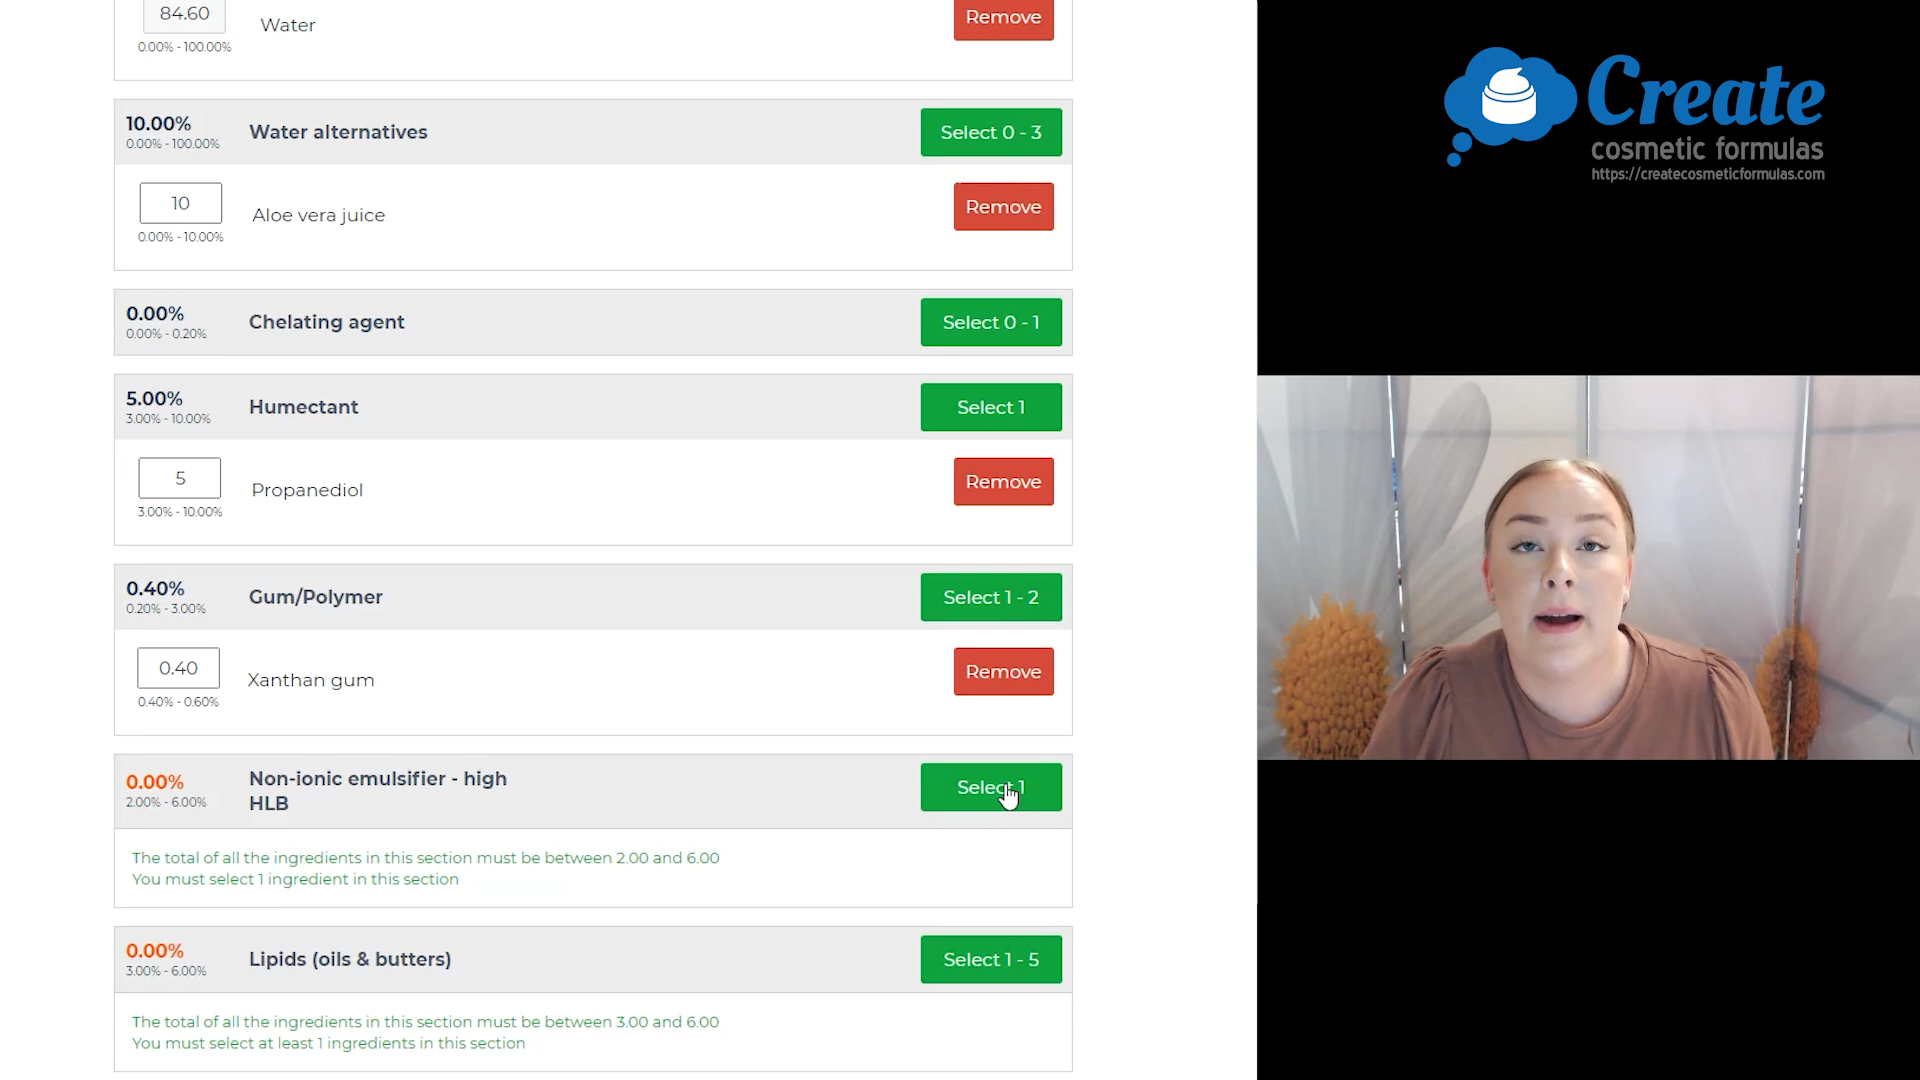 84.60
0.00% - 100.00%
Water
Remove
10.00%
0.00% - 100.00%
Water alternatives
Select 0 - 3
10
0.00% - 10.00%
Aloe vera juice
Remove
0.00%
0.00% - 0.20%
Chelating agent
Select 0 - 1
5.00%
3.00% - 10.00%
Humectant
Select 1
5
3.00% - 10.00%
Propanediol
Remove
0.40%
0.20% - 3.00%
Gum/Polymer
Select 1 - 2
0.40
0.40% - 0.60%
Xanthan gum
Remove
0.00%
2.00% - 6.00%
Non-ionic emulsifier - high
HLB
Select 1
The total of all the ingredients in this section must be between 2.00 and 6.00
You must select 1 ingredient in this section
0.00%
3.00% - 6.00%
Lipids (oils & butters)
Select 1 - 5
The total of all the ingredients in this section must be between 3.00 and 6.00
You must select at least 1 ingredients in this section
Create
cosmetic formulas
https://createcosmeticformulas.com